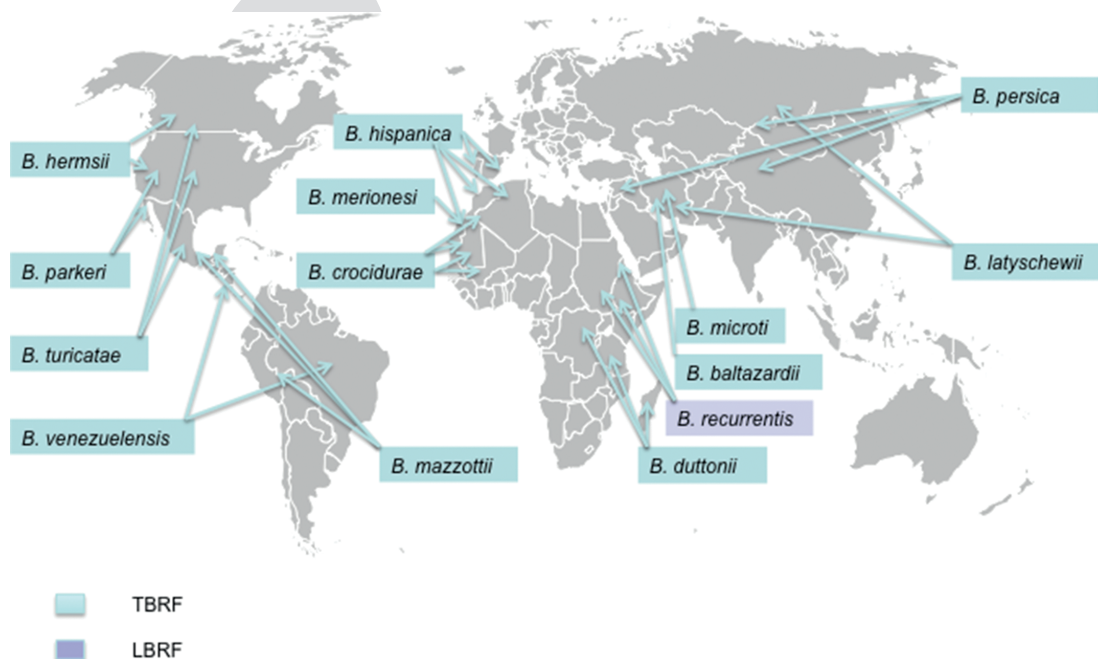 B. persica
B. hispanica
B. hermsii
B. merionesi
B. parkeri
B. crocidurae
B. latyschewii
B. microti
B. turicatae
B. baltazardii
B. recurrentis
B. venezuelensis
B. mazzottii
B. duttonii
TBRF
LBRF